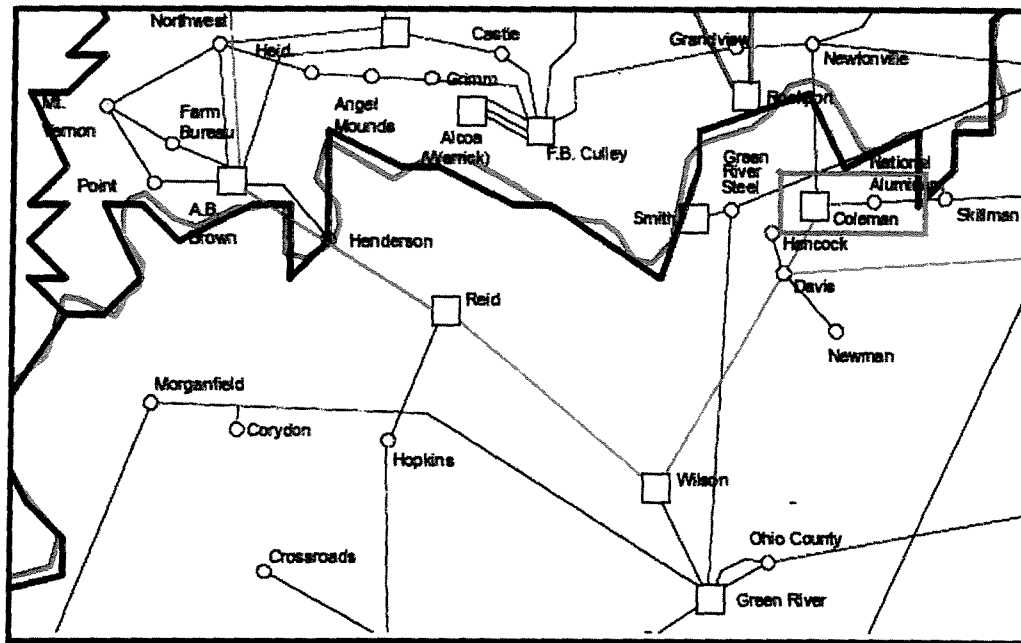 Northwest
Heid
Castle
Grandview
Newtonville
Mt.
Vernon
Farm
Bureau
Angel
Mounds
Grimm
Alcoa
(Warrick)
F.B. Culley
Rockport
Green
River
Steel
National
Aluminum
Point
A.B.
Brown
Henderson
Smith
Coleman
Skillman
Hancock
Davis
Reid
Newman
Morganfield
Corydon
Hopkins
Wilson
Crossroads
Ohio County
Green River